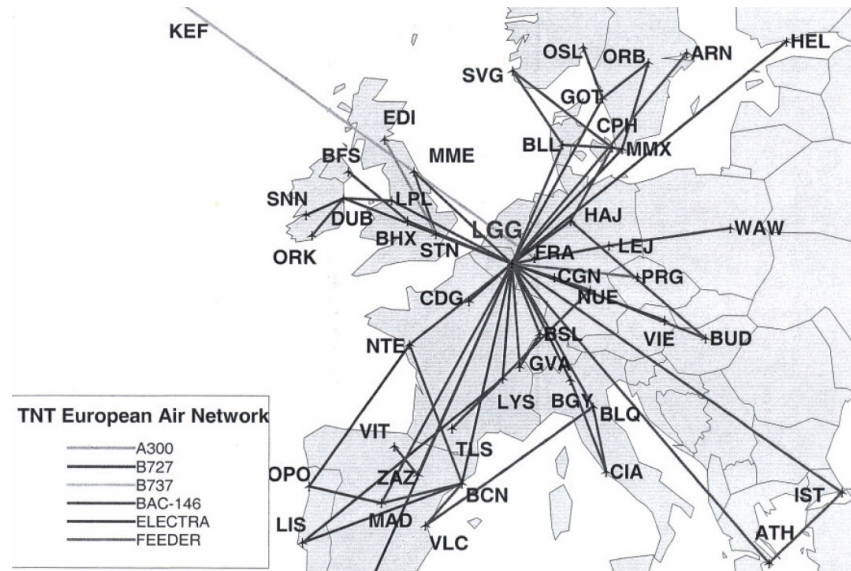 KEF
OSL
ORB
ARN
HEL
SVG
GOT
EDI
CPH
BFS
MME
BLL
MMX
SNN
LPL
DUB
HAJ
BHX
LGG
WAW
ORK
STN
FRA
LEJ
CGN
PRG
CDG
NUE
NTE
BSL
VIE
BUD
GVA
LYS
BGY
BLQ
TNT European Air Network
A300
B727
B737
BAC-146
ELECTRA
FEEDER
VIT
TLS
OPO
ZAZ
CIA
BCN
IST
LIS
MAD
VLC
ATH